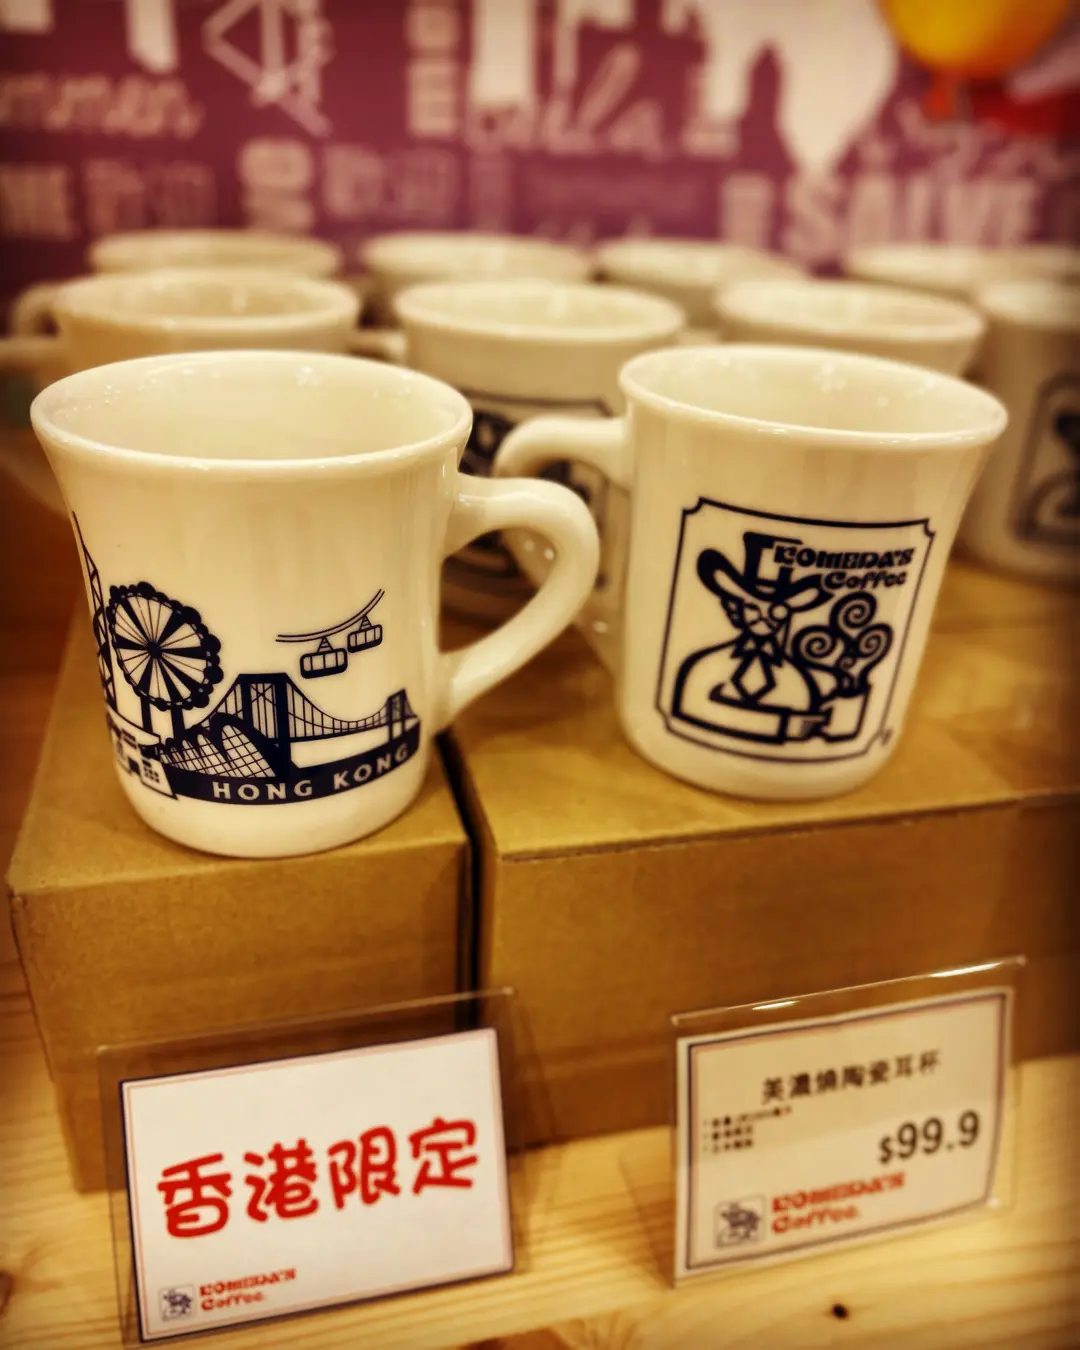 SALVE
KOMEDA'S
Coffee
HONG KONG
香港限定
KOMEDA'S
Coffee.
美濃燒陶瓷耳杯
$99.9
KOMEDA'S
Coffee.